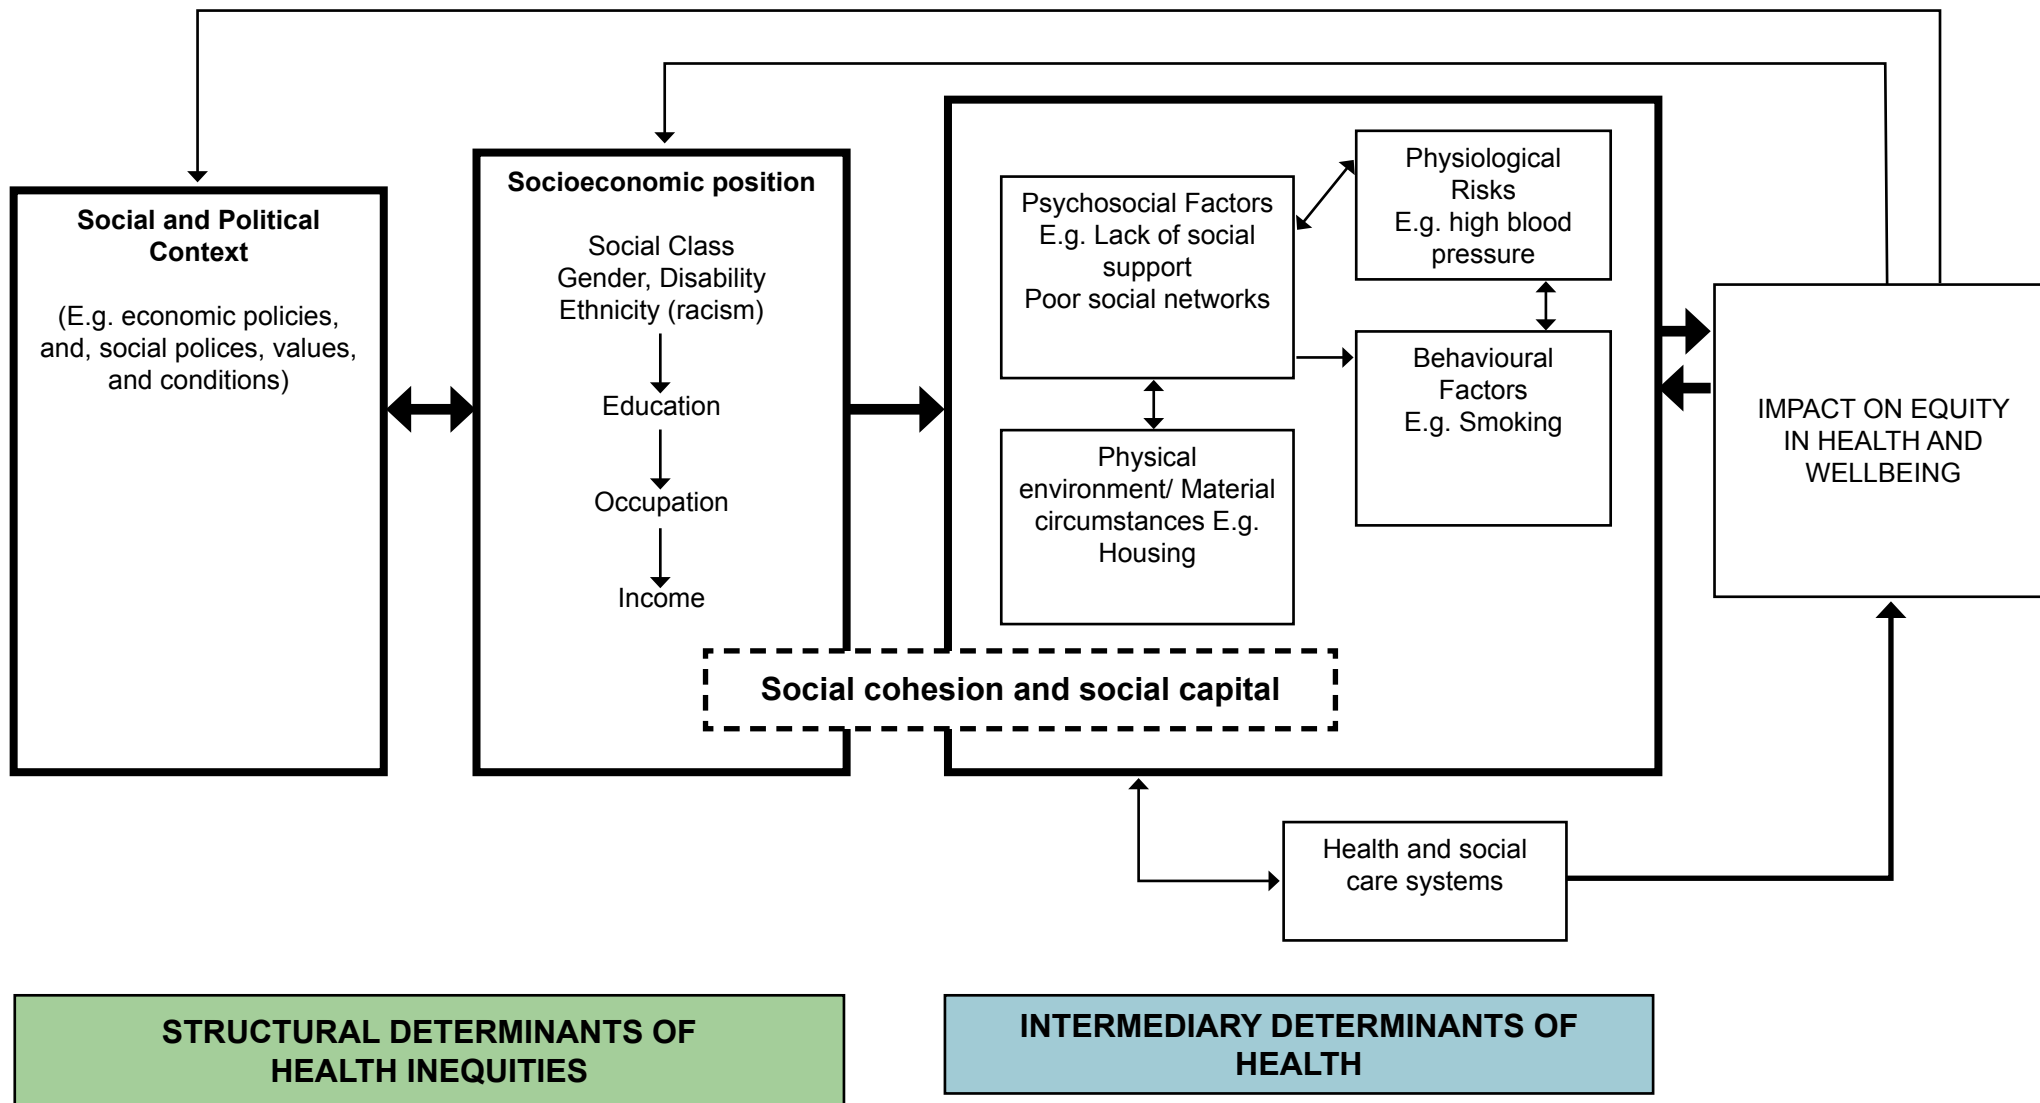 Social and Political
Context
(E.g. economic policies,
and, social polices, values,
and conditions)
Socioeconomic position
Social Class
Gender, Disability
Ethnicity (racism)
Education
Occupation
Income
Psychosocial Factors
E.g. Lack of social
support
Poor social networks
Physiological
Risks
E.g. high blood
pressure
Behavioural
Factors
E.g. Smoking
Physical
environment/ Material
circumstances E.g.
Housing
Social cohesion and social capital
IMPACT ON EQUITY
IN HEALTH AND
WELLBEING
Health and social
care systems
STRUCTURAL DETERMINANTS OF
HEALTH INEQUITIES
INTERMEDIARY DETERMINANTS OF
HEALTH